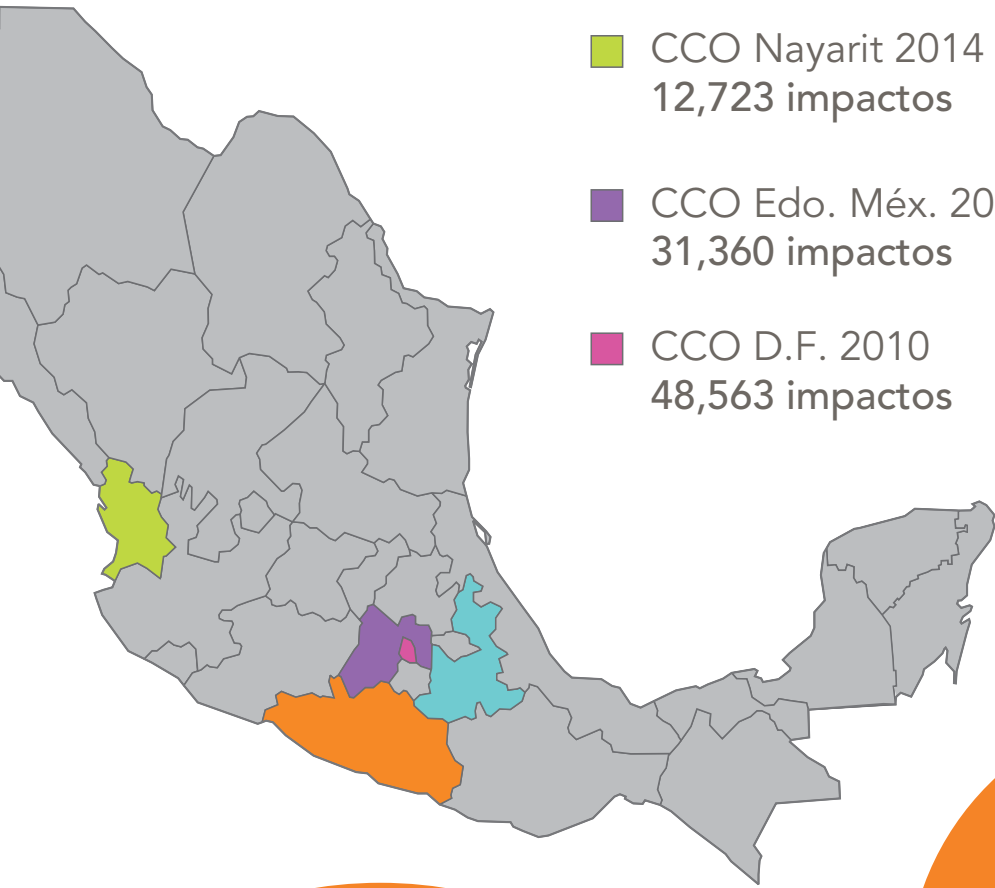 CCO Nayarit 2014
12,723 impactos
CCO Edo. Méx. 20
31,360 impactos
CCO D.F. 2010
48,563 impactos